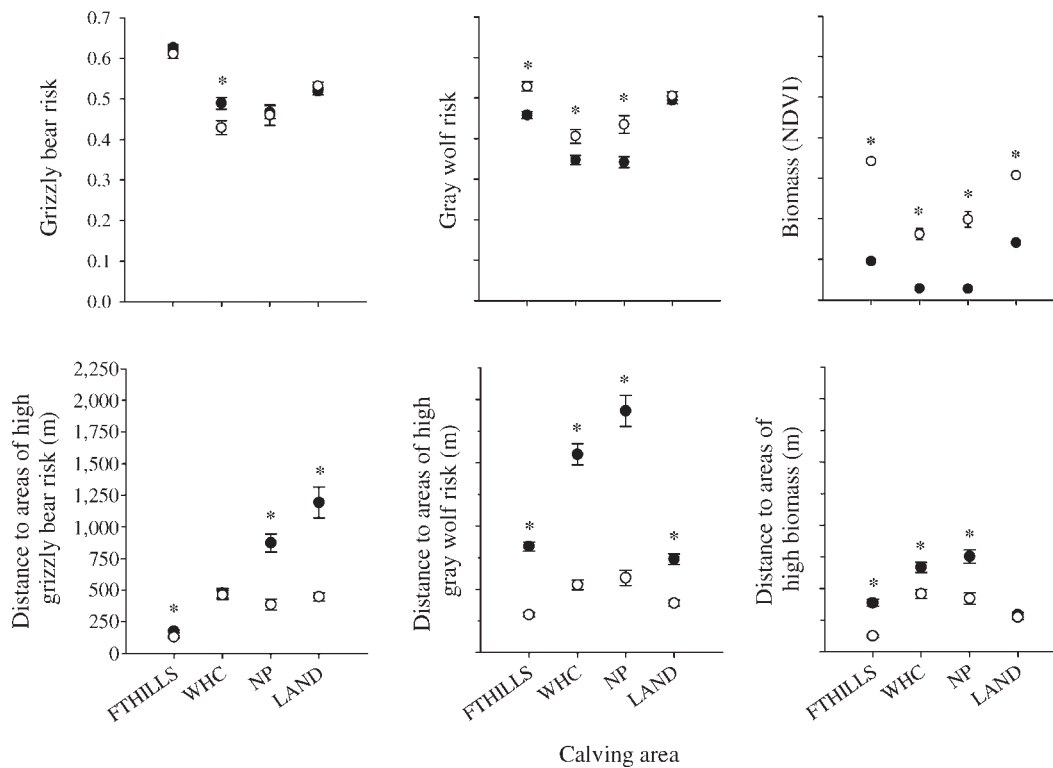 Grizzly bear risk
0.7
0.6
0.5
0.4
0.3
0.2
0.1
0.0
*
Gray wolf risk
*
*
*
Biomass (NDVI)
*
*
*
*
Distance to areas of high
grizzly bear risk (m)
2,250
2,000
1,750
1,500
1,250
1,000
750
500
250
0
*
*
*
FTHILLS
WHC
NP
LAND
Distance to areas of high
gray wolf risk (m)
*
*
*
*
FTHILLS
WHC
NP
LAND
Distance to areas of
high biomass (m)
*
*
*
FTHILLS
WHC
NP
LAND
Calving area